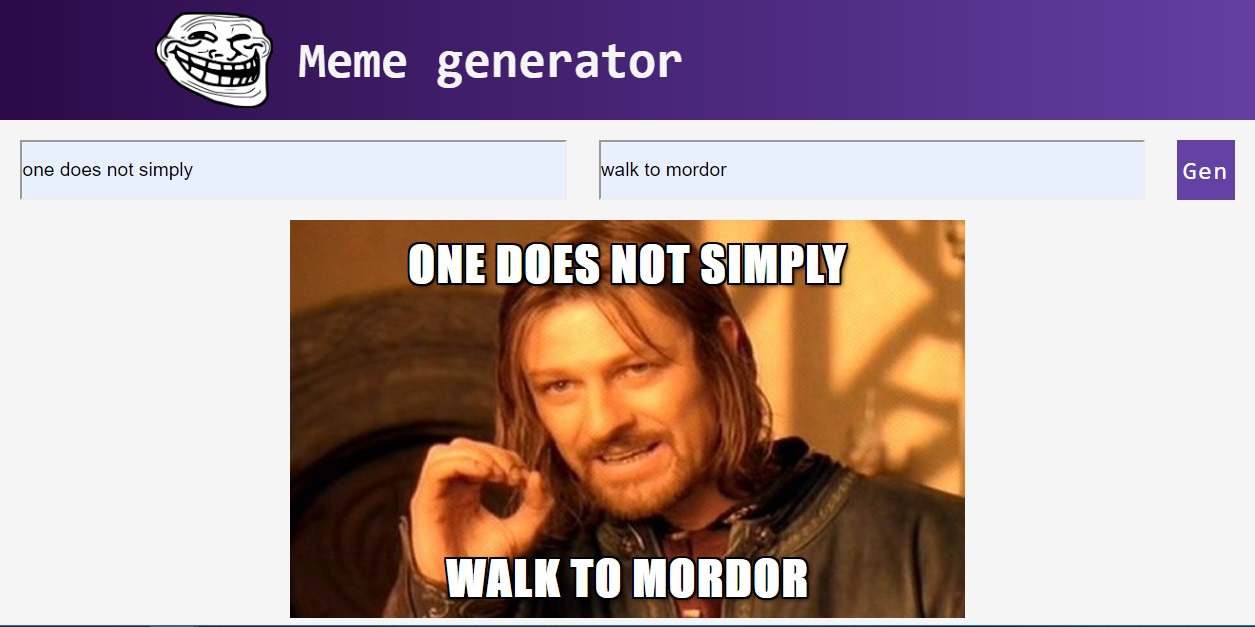 Meme generator
one does not simply
walk to mordor
Gen
ONE DOES NOT SIMPLY
WALK TO MORDOR